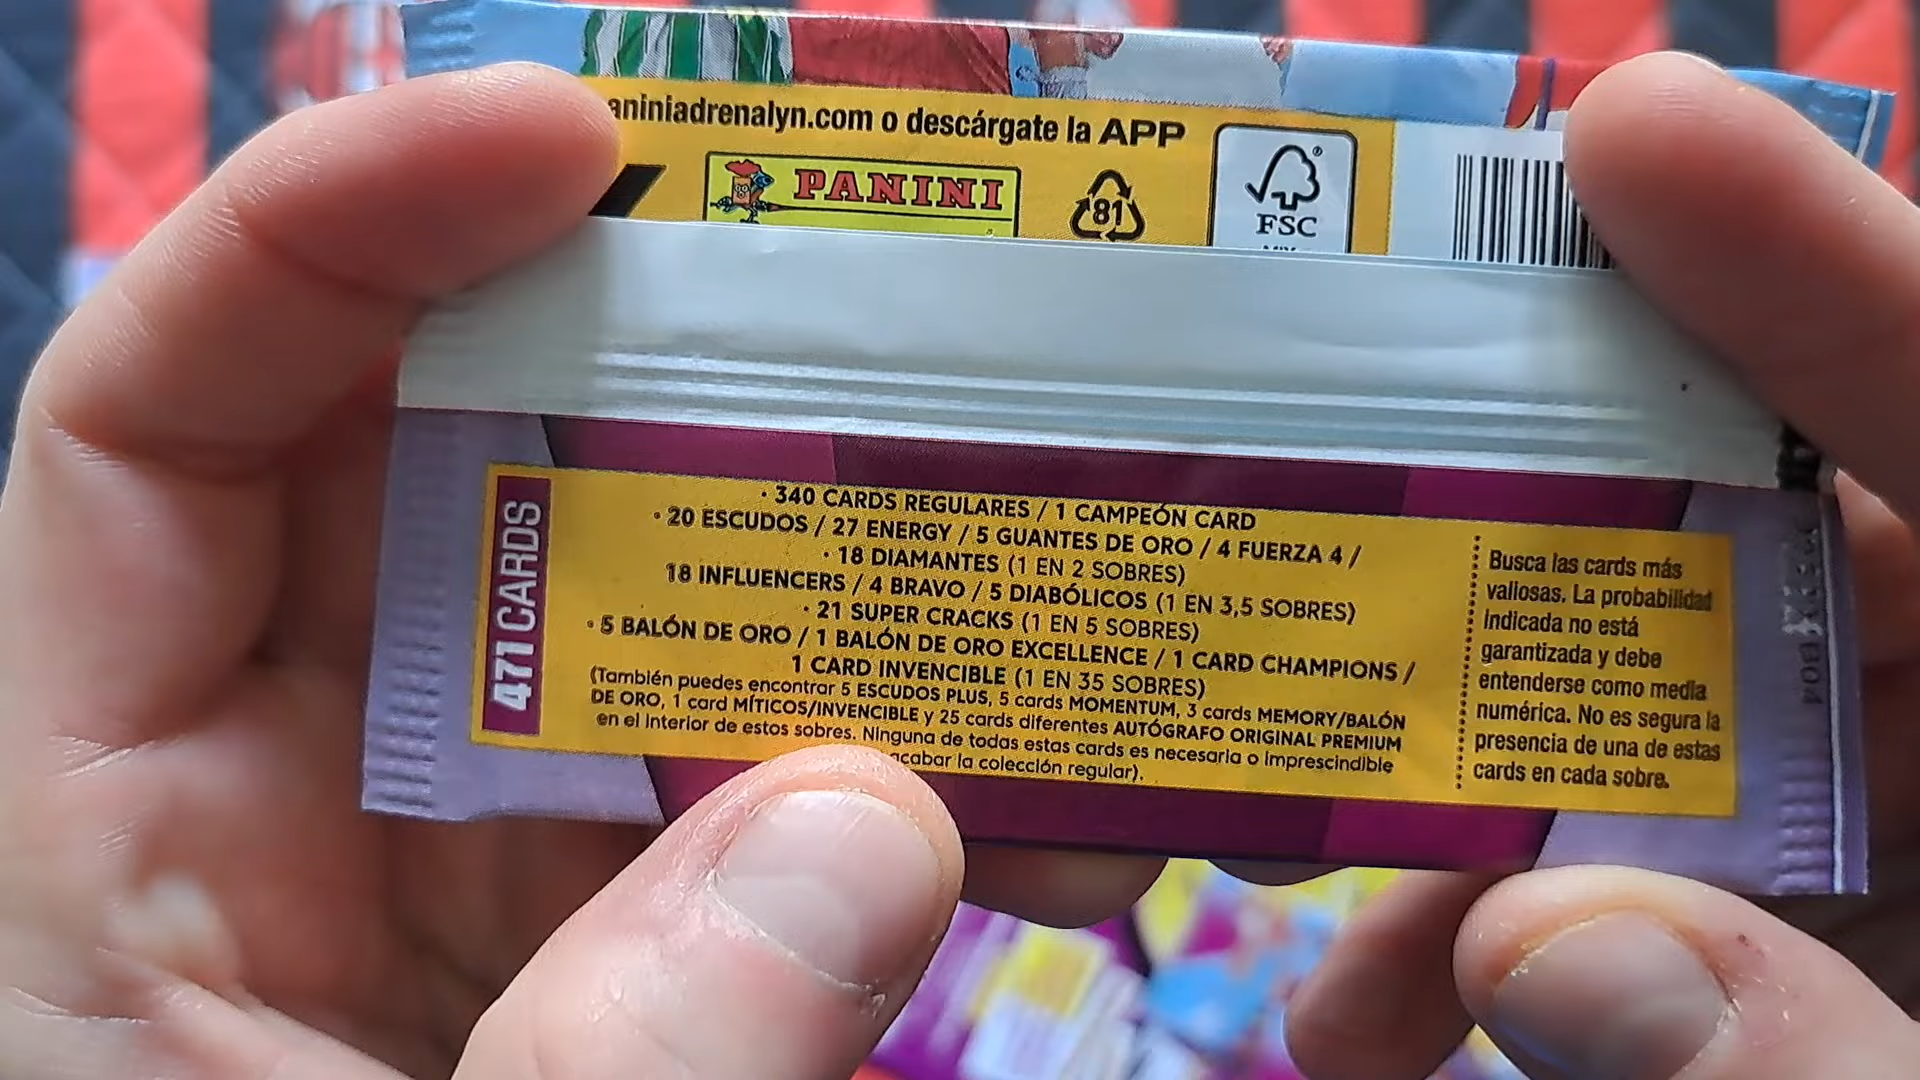 aniniadrenalyn.com o descárgate la APP
PANINI
81
FSC
471 CARDS
· 340 CARDS REGULARES / 1 CAMPEÓN CARD
· 20 ESCUDOS / 27 ENERGY / 5 GUANTES DE ORO / 4 FUERZA 4 /
· 18 DIAMANTES (1 EN 2 SOBRES)
18 INFLUENCERS / 4 BRAVO / 5 DIABÓLICOS (1 EN 3,5 SOBRES)
· 21 SUPER CRACKS (1 EN 5 SOBRES)
· 5 BALÓN DE ORO / 1 BALÓN DE ORO EXCELLENCE / 1 CARD CHAMPIONS /
1 CARD INVENCIBLE (1 EN 35 SOBRES)
(También puedes encontrar 5 ESCUDOS PLUS, 5 cards MOMENTUM, 3 cards MEMORY/BALÓN
DE ORO, 1 card MÍTICOS/INVENCIBLE y 25 cards diferentes AUTÓGRAFO ORIGINAL PREMIUM
en el interior de estos sobres. Ninguna de todas estas cards es necesaria o imprescindible
acabar la colección regular).
Busca las cards más
valiosas. La probabilidad
indicada no está
garantizada y debe
entenderse como media
numérica. No es segura la
presencia de una de estas
cards en cada sobre.